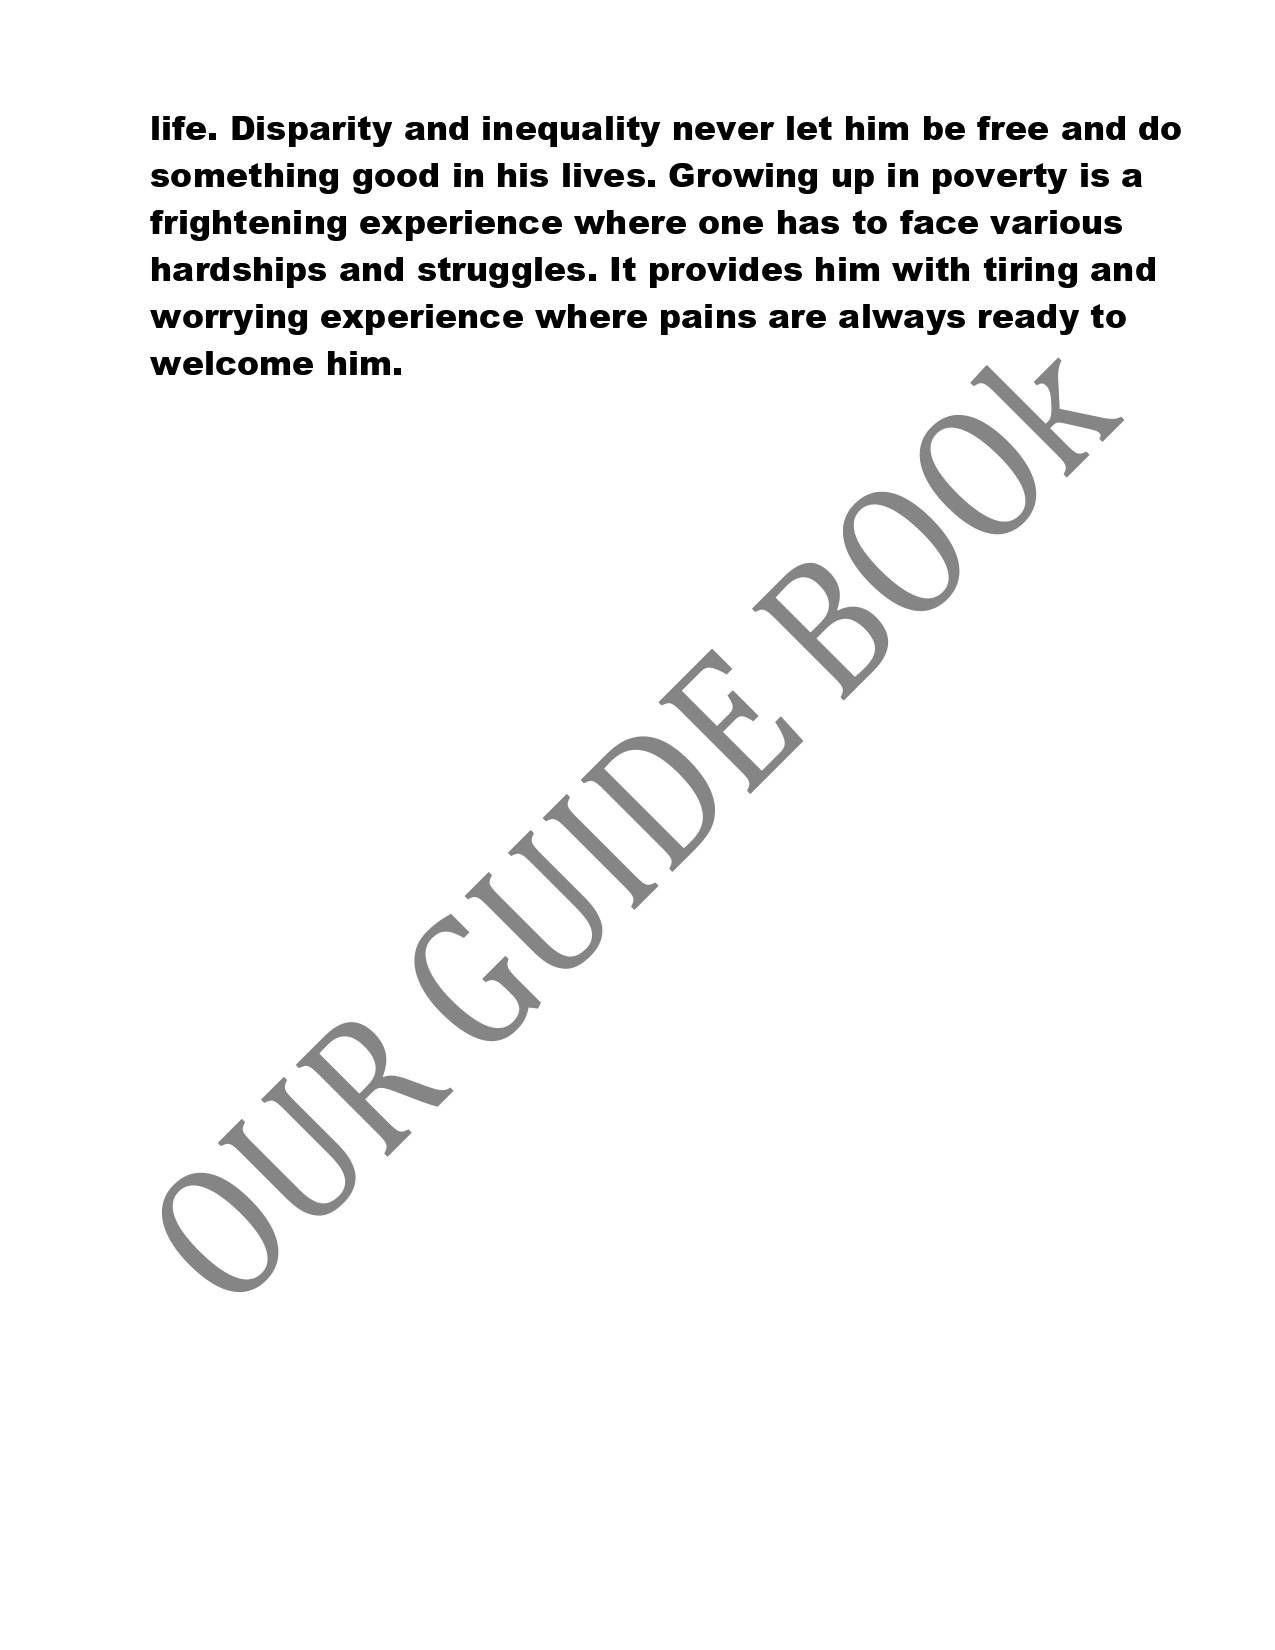 life. Disparity and inequality never let him be free and do
something good in his lives. Growing up in poverty is a
frightening experience where one has to face various
hardships and struggles. It provides him with tiring and
worrying experience where pains are always ready to
welcome him.
OUR GUIDE BOOk